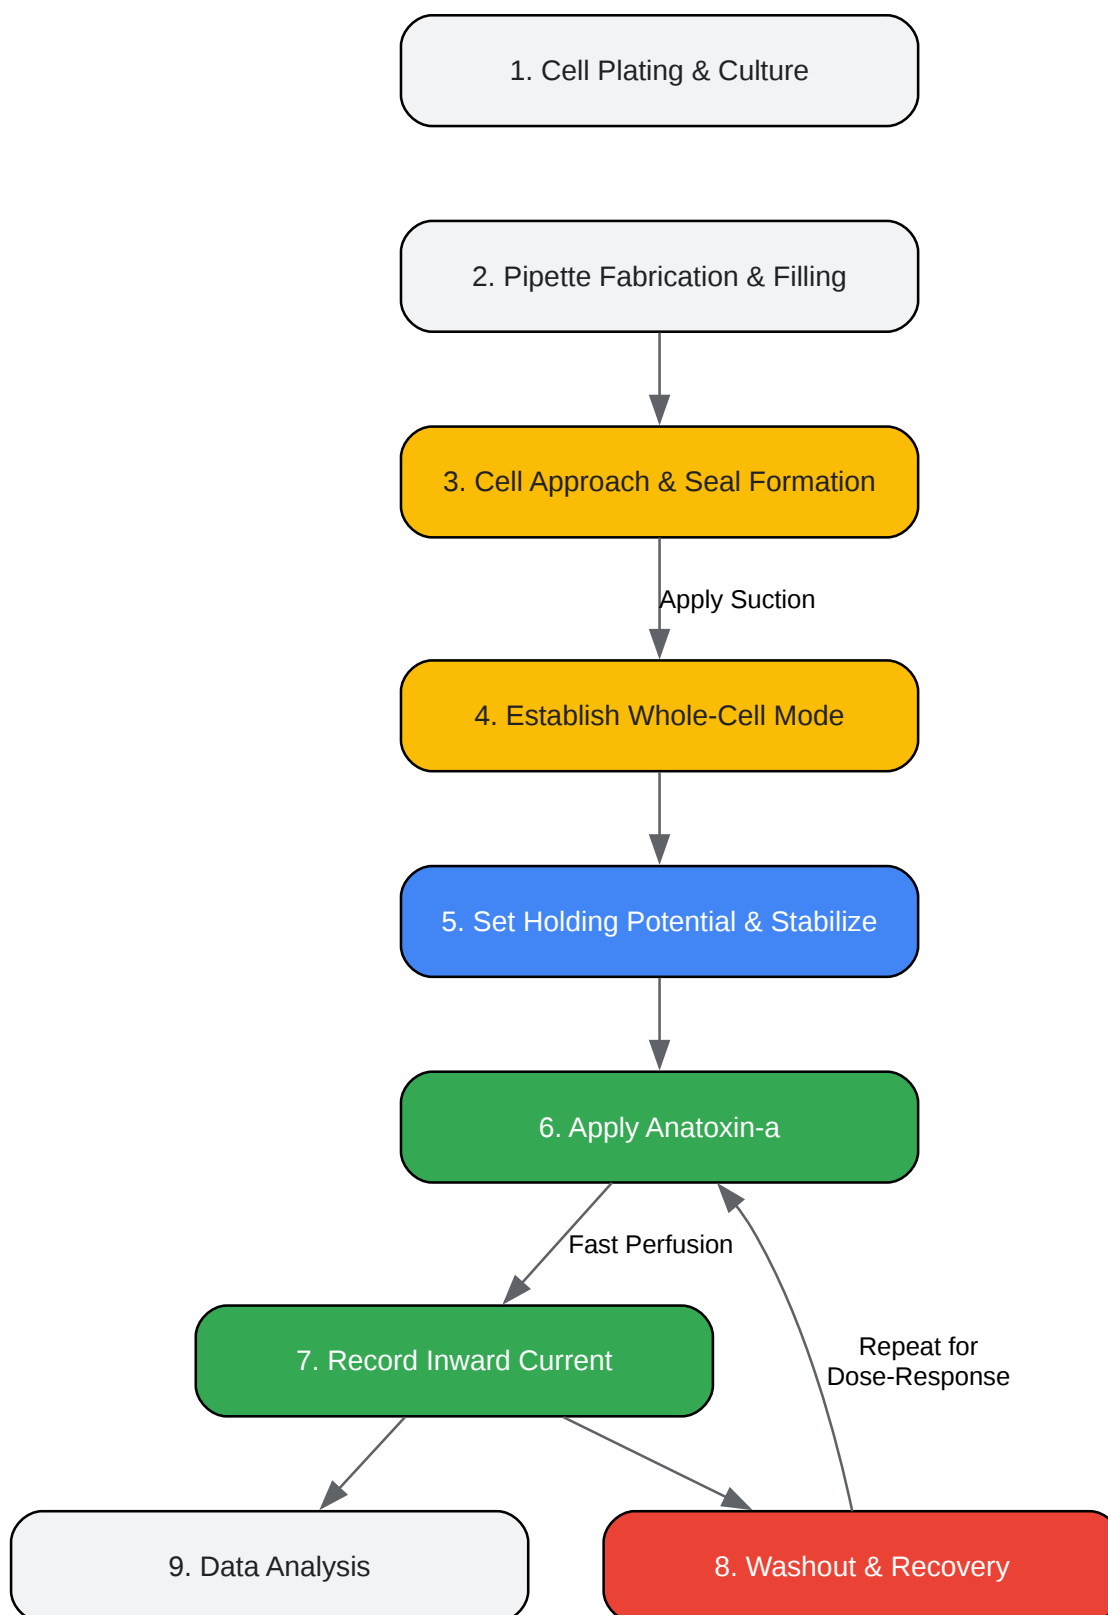 1. Cell Plating & Culture
2. Pipette Fabrication & Filling
3. Cell Approach & Seal Formation
Apply Suction
4. Establish Whole-Cell Mode
5. Set Holding Potential & Stabilize
6. Apply Anatoxin-a
Fast Perfusion
7. Record Inward Current
Repeat for
Dose-Response
9. Data Analysis
8. Washout & Recovery